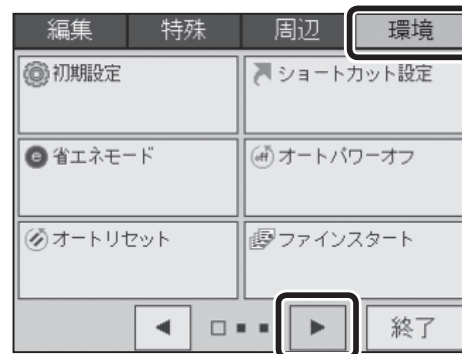 編集 特殊 周辺 環境
初期設定 ショートカット設定
e 省エネモード off オートパワーオフ
オートリセット ファインスタート
終了